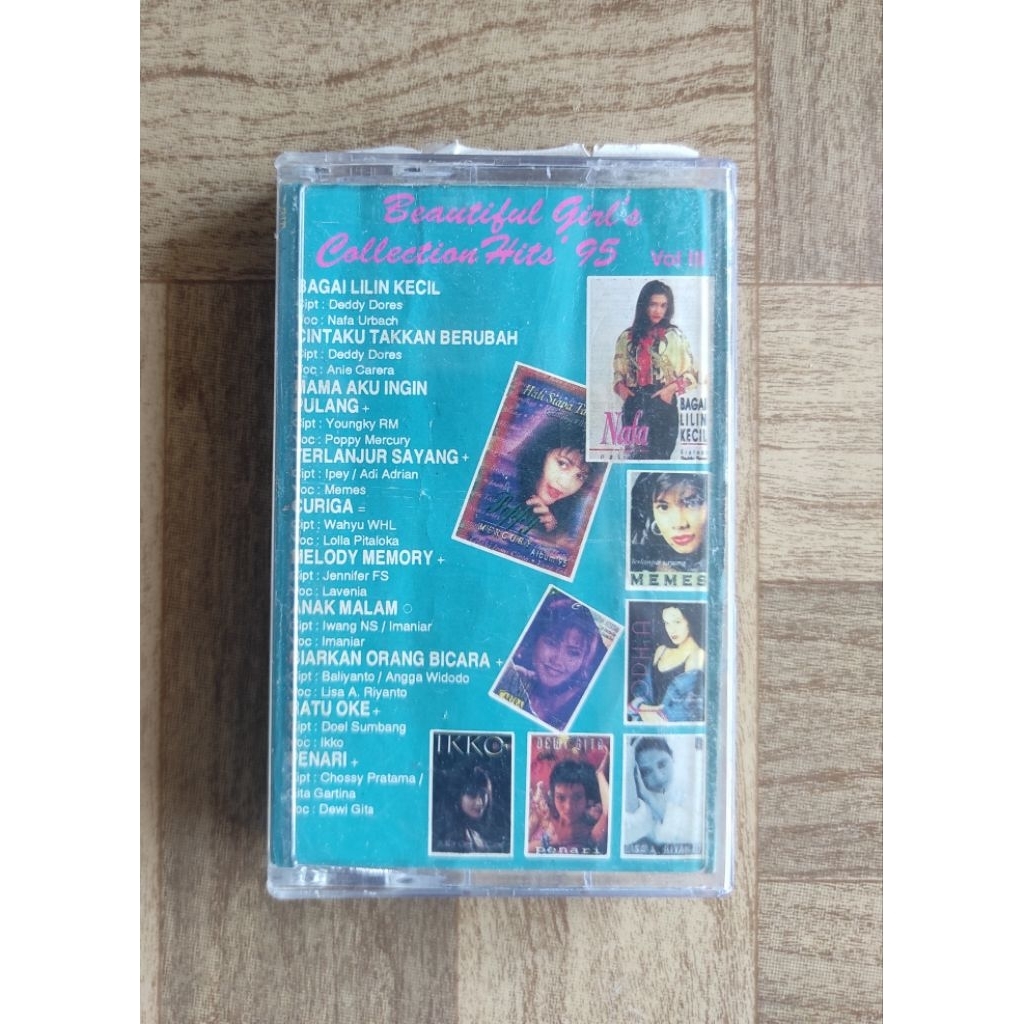 Beautiful Girl's
Collection Hits' 95 Vol III
BAGAI LILIN KECIL
Cipt : Deddy Dores
Voc : Nafa Urbach
CINTAKU TAKKAN BERUBAH
Cipt : Deddy Dores
Voc : Anie Carera
MAMA AKU INGIN
PULANG +
Cipt : Youngky RM
Voc : Poppy Mercury
TERLANJUR SAYANG +
Cipt : Ipey / Adi Adrian
Voc : Memes
CURIGA =
Cipt : Wahyu WHL
Voc : Lolla Pitaloka
MELODY MEMORY +
Cipt : Jennifer FS
Voc : Lavenia
ANAK MALAM ○
Cipt : Iwang NS / Imaniar
Voc : Imaniar
BIARKAN ORANG BICARA +
Cipt : Baliyanto / Angga Widodo
Voc : Lisa A. Riyanto
SATU OKE +
Cipt : Doel Sumbang
Voc : Ikko
PENARI +
Cipt : Chossy Pratama /
Gita Gartina
Voc : Dewi Gita
Nafa
BAGAI
LILIN
KECIL
Hati Siapa
Poppy
MERCURY
MEMES
IKKO
DEWI GITA
penari